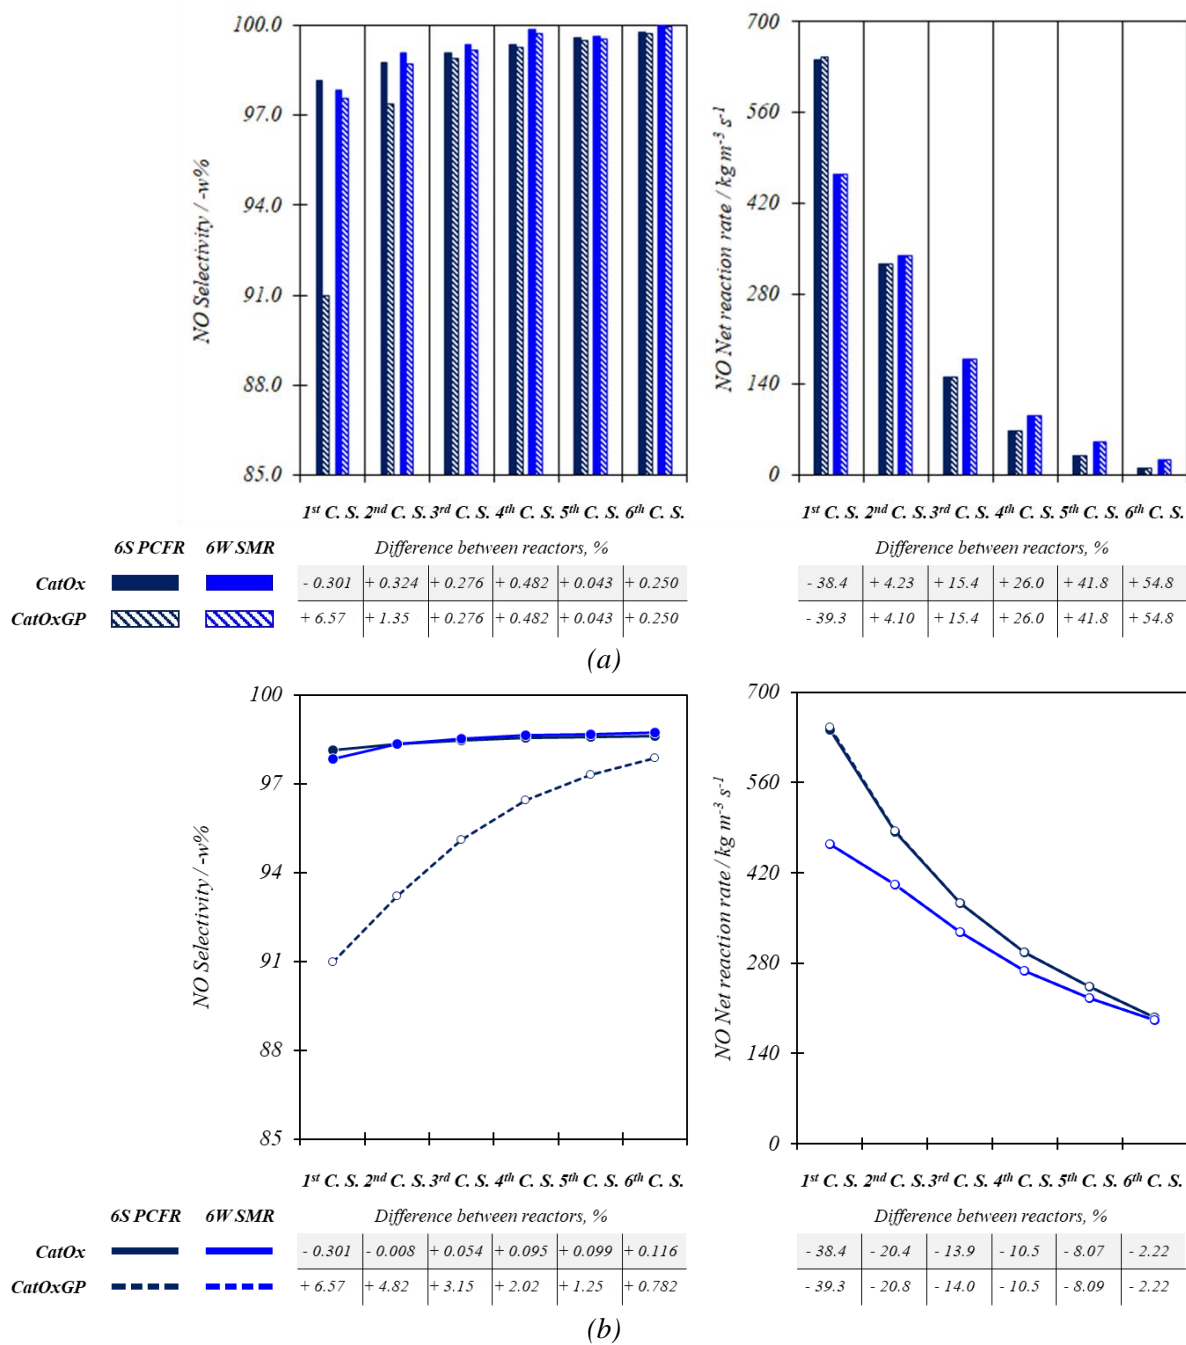 NO Selectivity / -w%
100.0
97.0
94.0
91.0
88.0
85.0
1st C. S. 2nd C. S. 3rd C. S. 4th C. S. 5th C. S. 6th C. S.
NO Net reaction rate / kg m-3 s-1
700
560
420
280
140
0
6S PCFR 6W SMR
CatOx
CatOxGP
Difference between reactors, %
- 0.301 + 0.324 + 0.276 + 0.482 + 0.043 + 0.250
+ 6.57 + 1.35 + 0.276 + 0.482 + 0.043 + 0.250
Difference between reactors, %
- 38.4 + 4.23 + 15.4 + 26.0 + 41.8 + 54.8
- 39.3 + 4.10 + 15.4 + 26.0 + 41.8 + 54.8
(a)
NO Selectivity / -w%
100
97
94
91
88
85
1st C. S. 2nd C. S. 3rd C. S. 4th C. S. 5th C. S. 6th C. S.
NO Net reaction rate / kg m-3 s-1
700
560
420
280
140
0
1st C. S. 2nd C. S. 3rd C. S. 4th C. S. 5th C. S. 6th C. S.
6S PCFR 6W SMR
CatOx
CatOxGP
Difference between reactors, %
- 0.301 - 0.008 + 0.054 + 0.095 + 0.099 + 0.116
+ 6.57 + 4.82 + 3.15 + 2.02 + 1.25 + 0.782
Difference between reactors, %
- 38.4 - 20.4 - 13.9 - 10.5 - 8.07 - 2.22
- 39.3 - 20.8 - 14.0 - 10.5 - 8.09 - 2.22
(b)